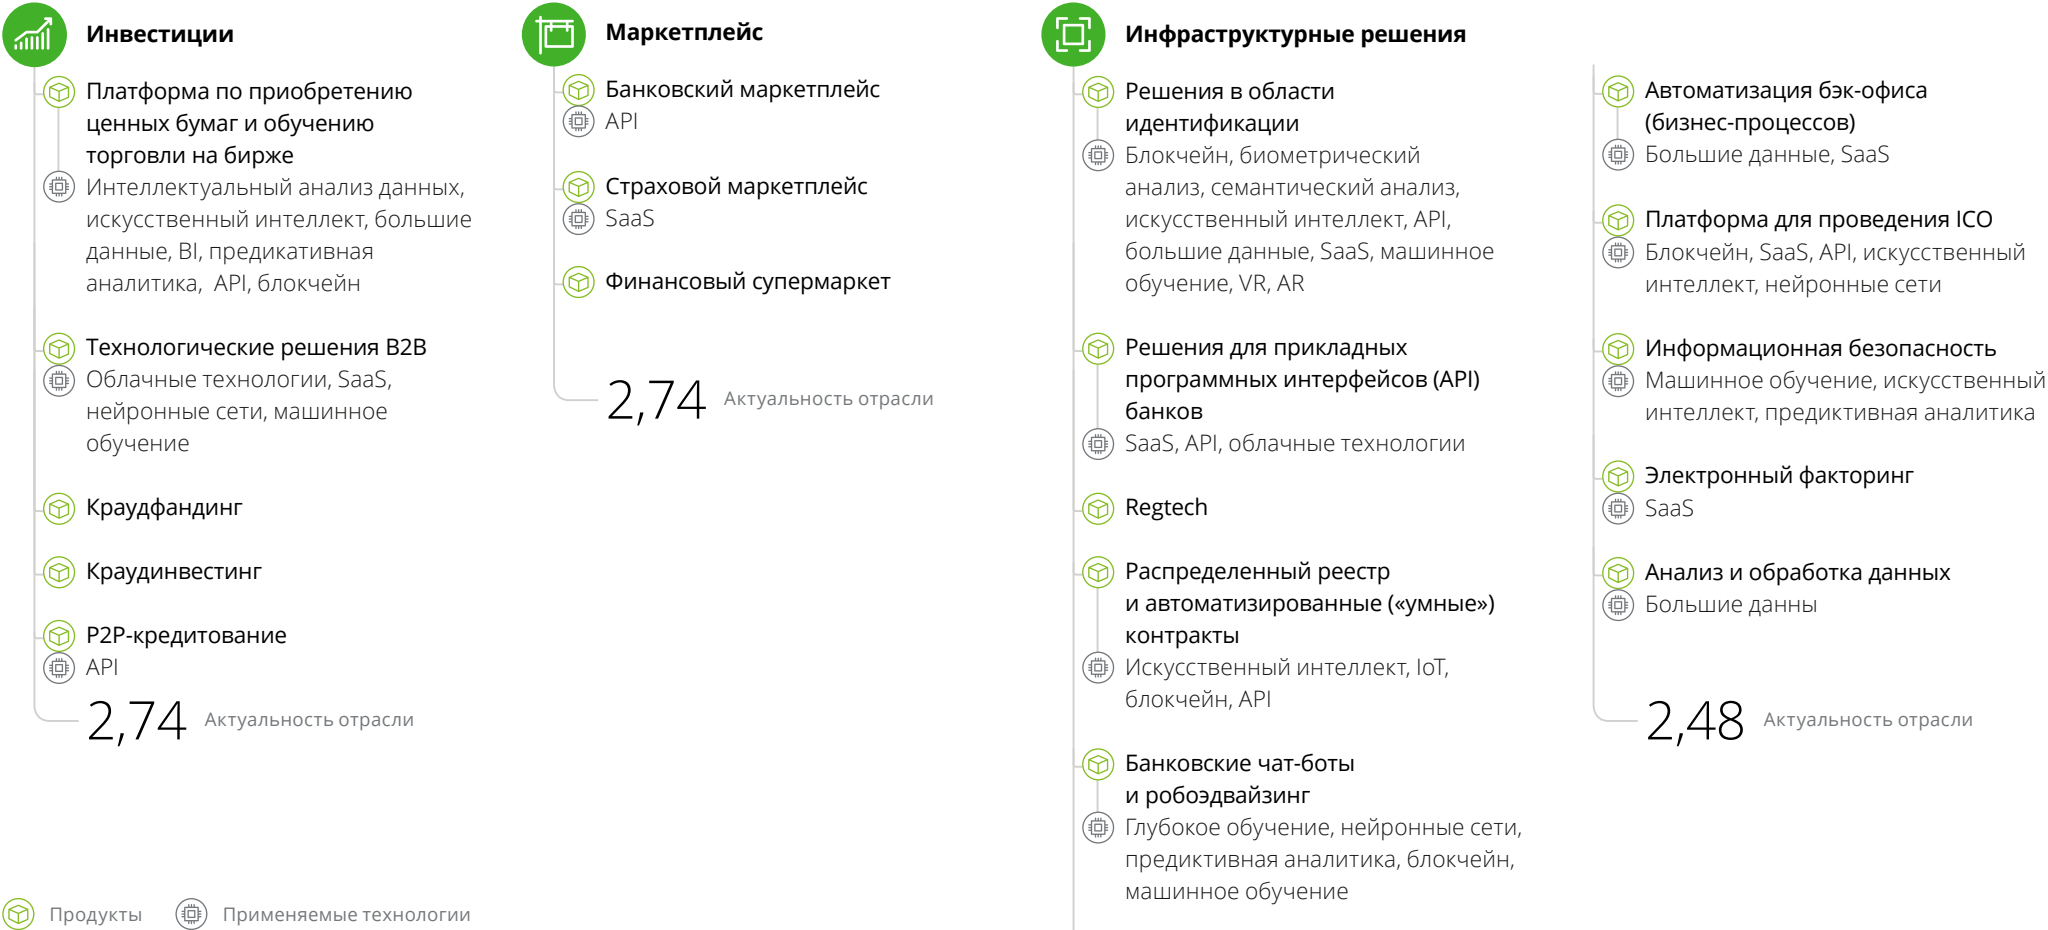 Инвестиции
Платформа по приобретению
ценных бумаг и обучению
торговли на бирже
Интеллектуальный анализ данных,
искусственный интеллект, большие
данные, BI, предикативная
аналитика, API, блокчейн
Технологические решения B2B
Облачные технологии, SaaS,
нейронные сети, машинное
обучение
Краудфандинг
Краудинвестинг
P2P-кредитование
API
2,74 Актуальность отрасли
Маркетплейс
Банковский маркетплейс
API
Страховой маркетплейс
SaaS
Финансовый супермаркет
2,74 Актуальность отрасли
Инфраструктурные решения
Решения в области
идентификации
Блокчейн, биометрический
анализ, семантический анализ,
искусственный интеллект, API,
большие данные, SaaS, машинное
обучение, VR, AR
Решения для прикладных
программных интерфейсов (API)
банков
SaaS, API, облачные технологии
Regtech
Распределенный реестр
и автоматизированные («умные»)
контракты
Искусственный интеллект, IoT,
блокчейн, API
Банковские чат-боты
и робоэдвайзинг
Глубокое обучение, нейронные сети,
предиктивная аналитика, блокчейн,
машинное обучение
Автоматизация бэк-офиса
(бизнес-процессов)
Большие данные, SaaS
Платформа для проведения ICO
Блокчейн, SaaS, API, искусственный
интеллект, нейронные сети
Информационная безопасность
Машинное обучение, искусственный
интеллект, предиктивная аналитика
Электронный факторинг
SaaS
Анализ и обработка данных
Большие данны
2,48 Актуальность отрасли
Продукты
Применяемые технологии